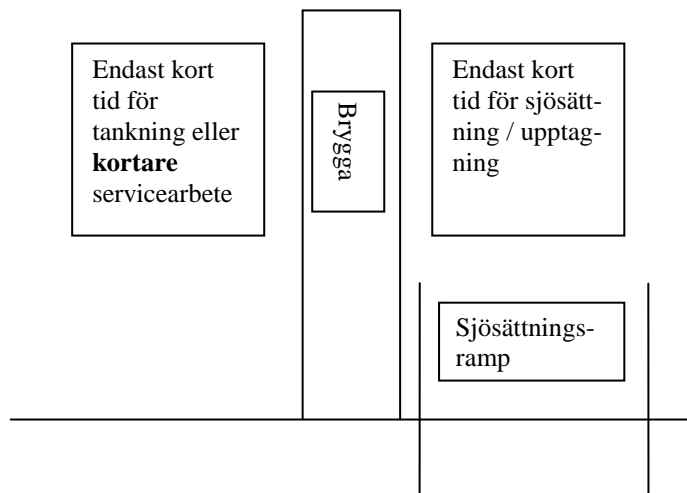 Endast kort
tid för
tankning eller
kortare
servicearbete
Brygga
Endast kort
tid för sjösätt-
ning / upptag-
ning
Sjösättnings-
ramp